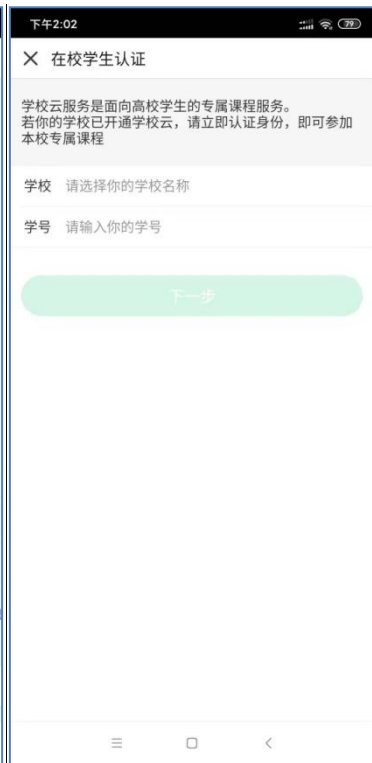 下午2:02
79
在校学生认证
学校云服务是面向高校学生的专属课程服务。
若你的学校已开通学校云，请立即认证身份，即可参加
本校专属课程
学校 请选择你的学校名称
学号 请输入你的学号
下一步